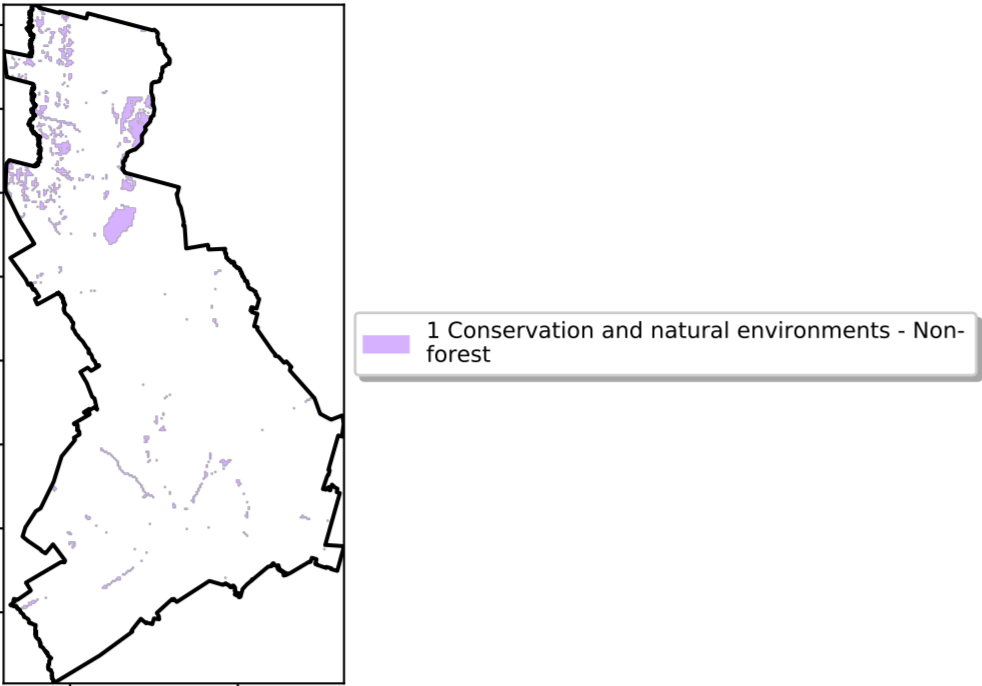 1 Conservation and natural environments - Non-
forest